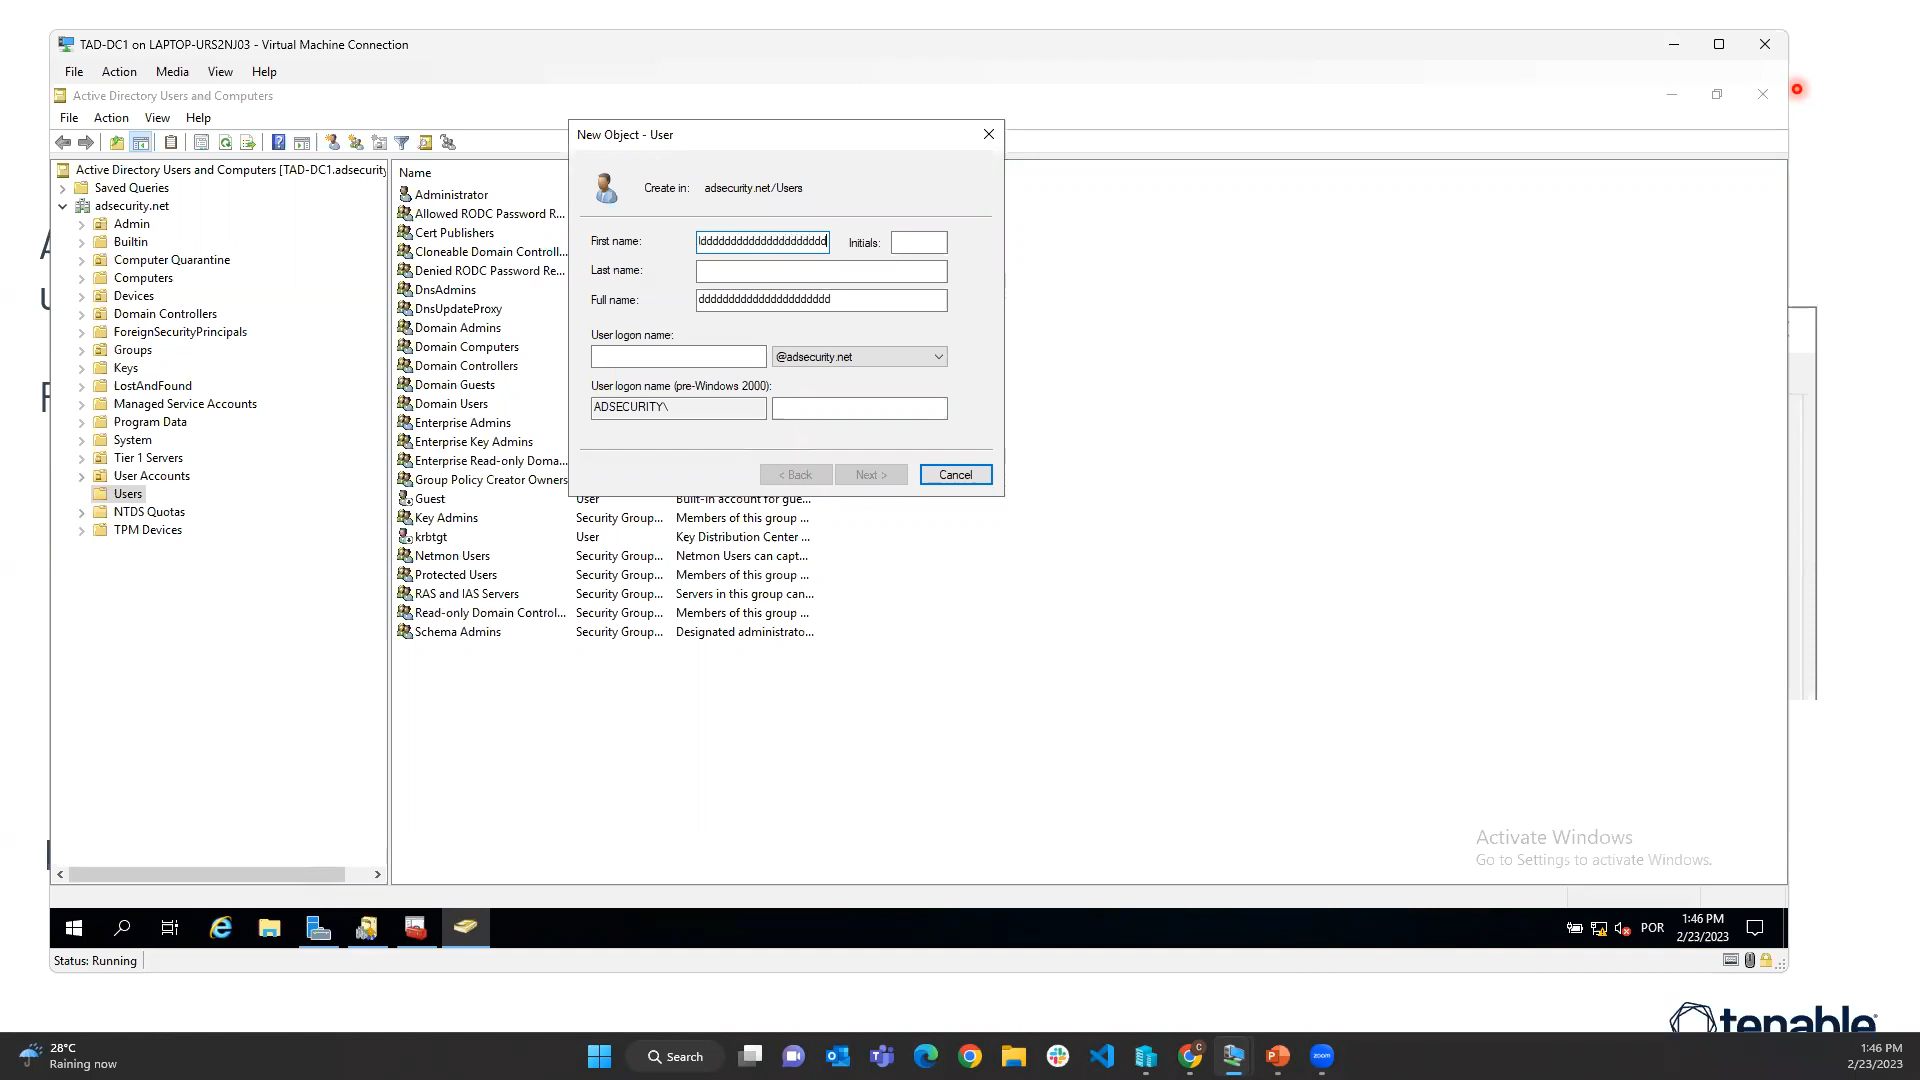 TAD-DC1 on LAPTOP-URS2NJ03 - Virtual Machine Connection
File Action Media View Help
Active Directory Users and Computers
File Action View Help
Active Directory Users and Computers [TAD-DC1.adsecurity
Saved Queries
adsecurity.net
Admin
Builtin
Computer Quarantine
Computers
Devices
Domain Controllers
ForeignSecurityPrincipals
Groups
Keys
LostAndFound
Managed Service Accounts
Program Data
System
Tier 1 Servers
User Accounts
Users
NTDS Quotas
TPM Devices
Name
Administrator
Allowed RODC Password R...
Cert Publishers
Cloneable Domain Controll...
Denied RODC Password Re...
DnsAdmins
DnsUpdateProxy
Domain Admins
Domain Computers
Domain Controllers
Domain Guests
Domain Users
Enterprise Admins
Enterprise Key Admins
Enterprise Read-only Doma...
Group Policy Creator Owners
Guest User Built-in account for gue...
Key Admins Security Group... Members of this group ...
krbtgt User Key Distribution Center ...
Netmon Users Security Group... Netmon Users can capt...
Protected Users Security Group... Members of this group ...
RAS and IAS Servers Security Group... Servers in this group can...
Read-only Domain Control... Security Group... Members of this group ...
Schema Admins Security Group... Designated administrato...
New Object - User
Create in: adsecurity.net/Users
First name: Initials:
Last name:
Full name: dddddddddddddddddddddd
User logon name:
@adsecurity.net
User logon name (pre-Windows 2000):
ADSECURITY\
< Back Next > Cancel
Activate Windows
Go to Settings to activate Windows.
POR
1:46 PM
2/23/2023
Status: Running
tenable
28°C
Raining now
Search
zoom
1:46 PM
2/23/2023